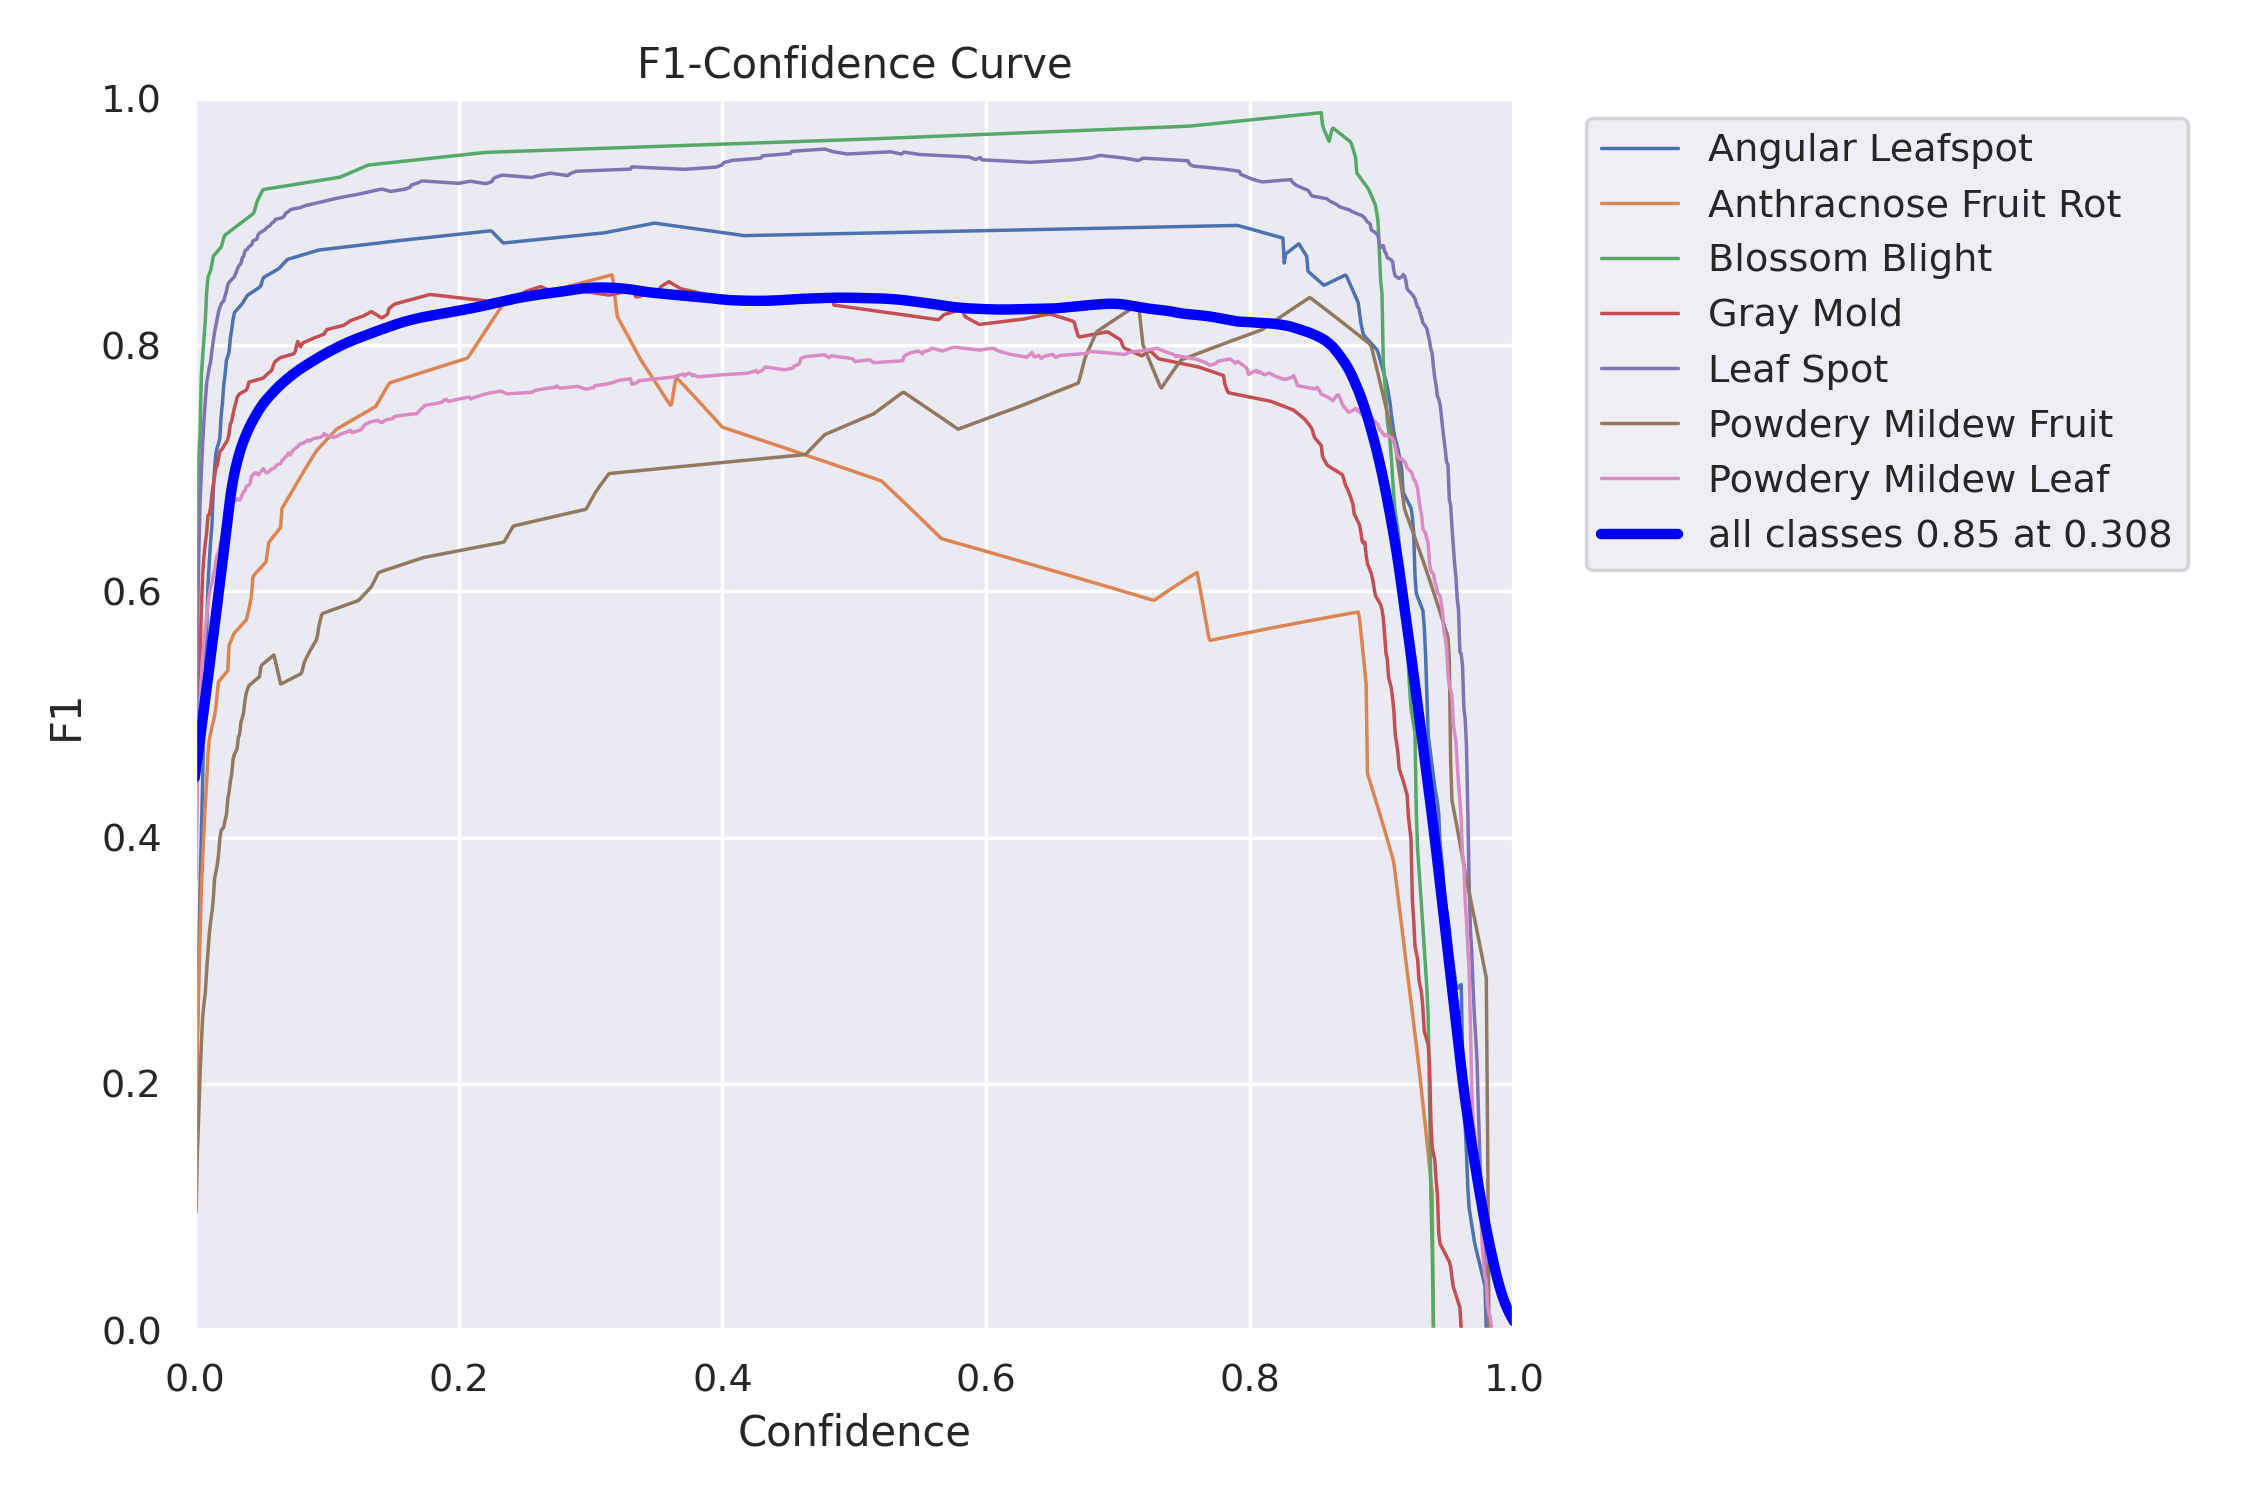 F1-Confidence Curve
1.0
0.8
0.6
0.4
0.2
0.0
F1
0.0 0.2 0.4 0.6 0.8 1.0
Confidence
Angular Leafspot
Anthracnose Fruit Rot
Blossom Blight
Gray Mold
Leaf Spot
Powdery Mildew Fruit
Powdery Mildew Leaf
all classes 0.85 at 0.308